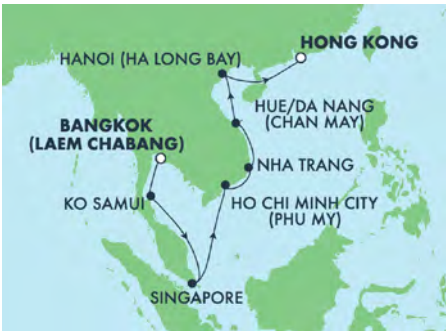 HONG KONG
HANOI (HA LONG BAY)
HUE/DA NANG
(CHAN MAY)
BANGKOK
(LAEM CHABANG)
NHA TRANG
KO SAMUI
HO CHI MINH CITY
(PHU MY)
SINGAPORE